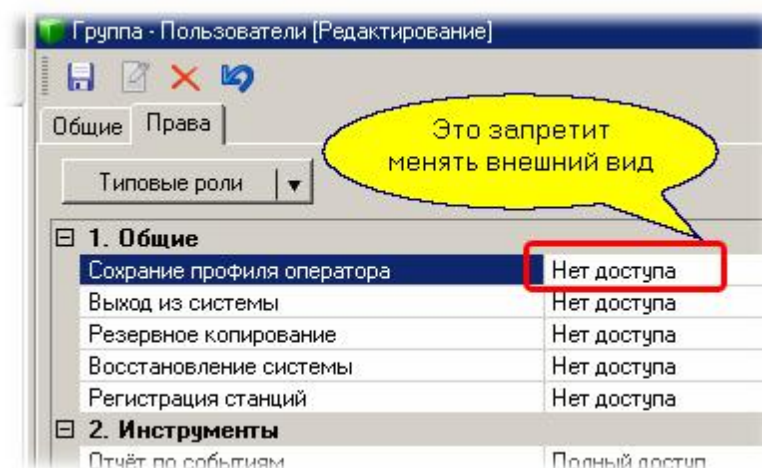 Группа - Пользователи [Редактирование]
Общие
Права
Это запретит
менять внешний вид
Типовые роли
1. Общие
Сохрание профиля оператора Нет доступа
Выход из системы Нет доступа
Резервное копирование Нет доступа
Восстановление системы Нет доступа
Регистрация станций Нет доступа
2. Инструменты
Отчёт по событиям Полный доступ